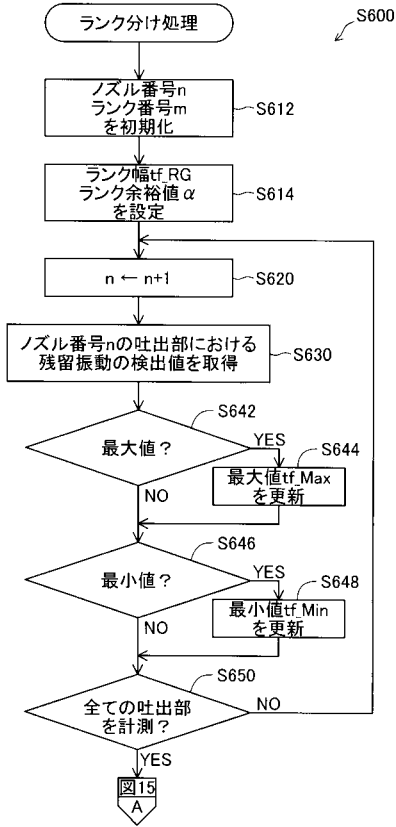 ランク分け処理
S600
ノズル番号n
ランク番号m
を初期化
S612
ランク幅tf_RG
ランク余裕値α
を設定
S614
n ← n+1
S620
ノズル番号nの吐出部における
残留振動の検出値を取得
S630
S642
最大値？
YES
S644
最大値tf_Max
を更新
NO
S646
最小値？
YES
S648
最小値tf_Min
を更新
NO
S650
全ての吐出部
を計測？
NO
YES
図15
A